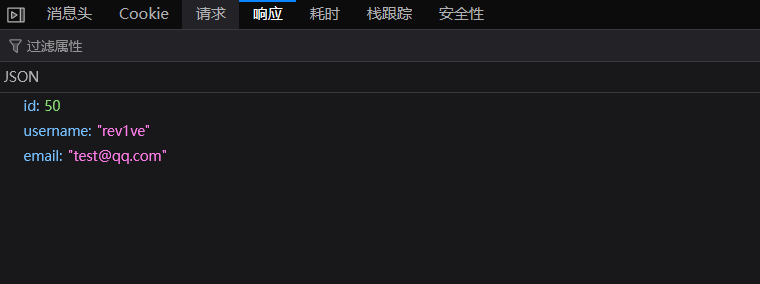 消息头 Cookie 请求 响应 耗时 栈跟踪 安全性
过滤属性
JSON
id: 50
username: "rev1ve"
email: "test@qq.com"